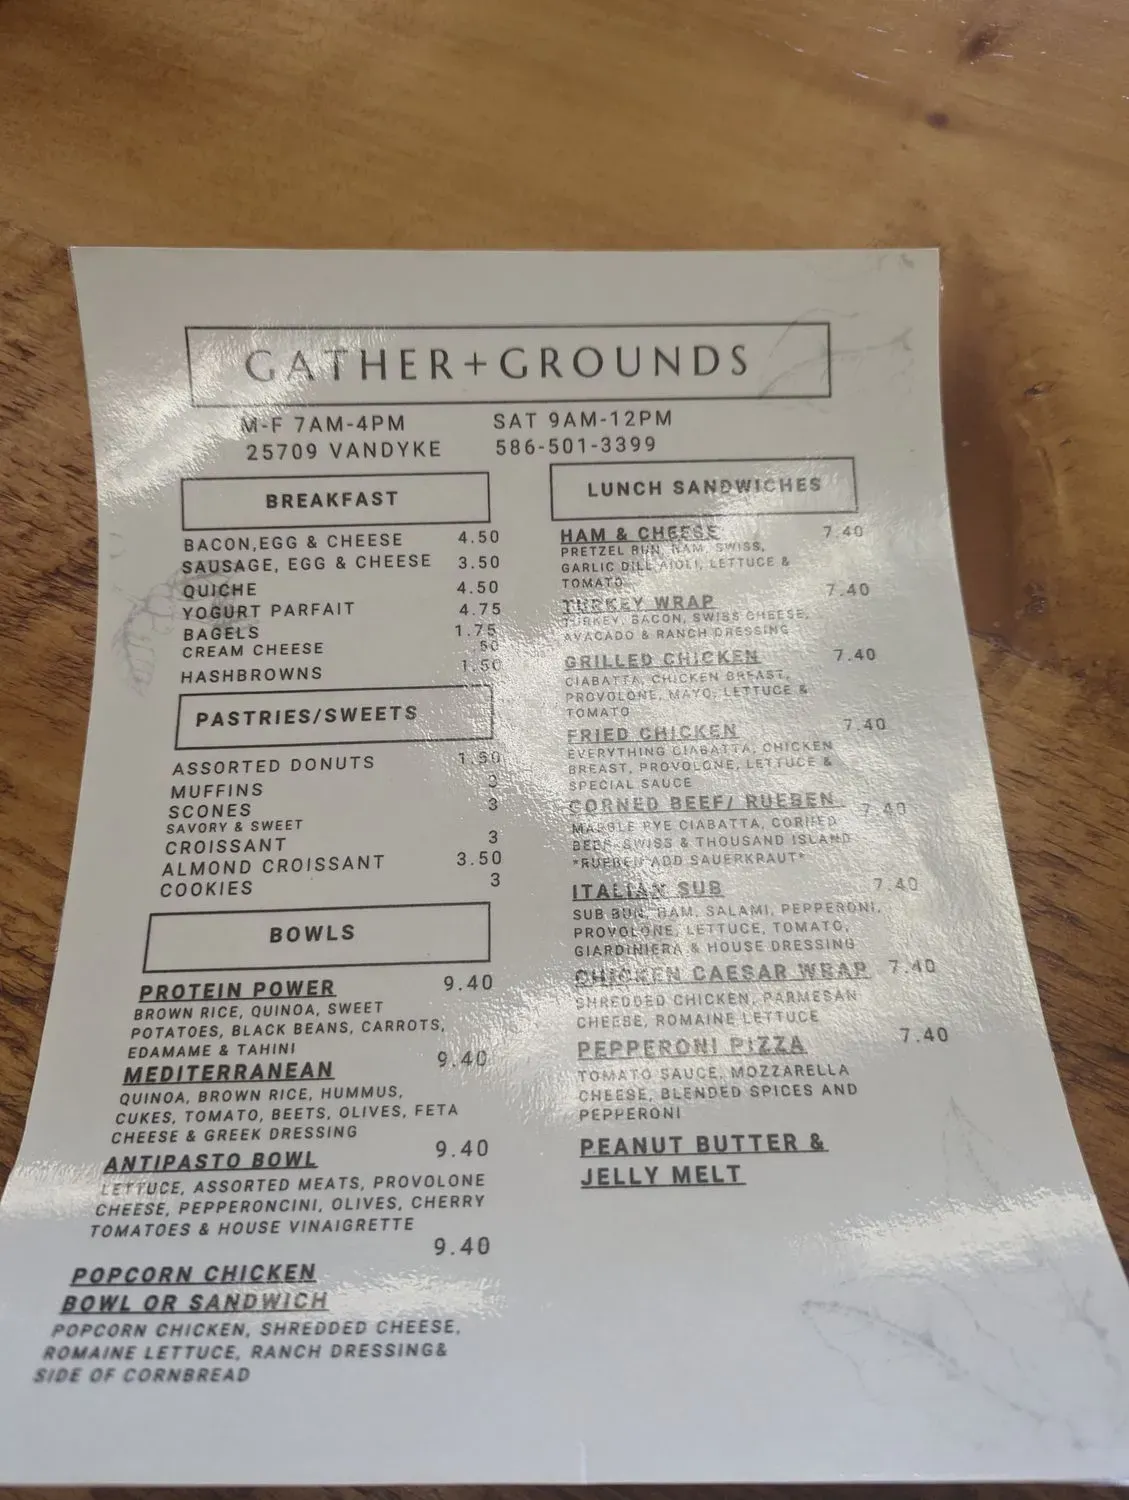 GATHER+GROUNDS
M-F 7AM-4PM SAT 9AM-12PM
25709 VANDYKE 586-501-3399
BREAKFAST
BACON,EGG & CHEESE 4.50
SAUSAGE, EGG & CHEESE 3.50
QUICHE 4.50
YOGURT PARFAIT 4.75
BAGELS 1.75
CREAM CHEESE 50
HASHBROWNS 1.50
PASTRIES/SWEETS
ASSORTED DONUTS 1.50
MUFFINS 3
SCONES 3
SAVORY & SWEET
CROISSANT 3
ALMOND CROISSANT 3.50
COOKIES 3
BOWLS
PROTEIN POWER 9.40
BROWN RICE, QUINOA, SWEET
POTATOES, BLACK BEANS, CARROTS,
EDAMAME & TAHINI
MEDITERRANEAN 9.40
QUINOA, BROWN RICE, HUMMUS,
CUKES, TOMATO, BEETS, OLIVES, FETA
CHEESE & GREEK DRESSING
ANTIPASTO BOWL 9.40
LETTUCE, ASSORTED MEATS, PROVOLONE
CHEESE, PEPPERONCINI, OLIVES, CHERRY
TOMATOES & HOUSE VINAIGRETTE
9.40
POPCORN CHICKEN
BOWL OR SANDWICH
POPCORN CHICKEN, SHREDDED CHEESE,
ROMAINE LETTUCE, RANCH DRESSING&
SIDE OF CORNBREAD
LUNCH SANDWICHES
HAM & CHEESE 7.40
PRETZEL BUN, HAM, SWISS,
GARLIC DILL AIOLI, LETTUCE &
TOMATO
TURKEY WRAP 7.40
TURKEY, BACON, SWISS CHEESE,
AVACADO & RANCH DRESSING
GRILLED CHICKEN 7.40
CIABATTA, CHICKEN BREAST,
PROVOLONE, MAYO, LETTUCE &
TOMATO
FRIED CHICKEN 7.40
EVERYTHING CIABATTA, CHICKEN
BREAST, PROVOLONE, LETTUCE &
SPECIAL SAUCE
CORNED BEEF/ RUEBEN 7.40
MARBLE RYE CIABATTA, CORNED
BEEF, SWISS & THOUSAND ISLAND
*RUEBEN ADD SAUERKRAUT*
ITALIAN SUB 7.40
SUB BUN, HAM, SALAMI, PEPPERONI,
PROVOLONE, LETTUCE, TOMATO,
GIARDINIERA & HOUSE DRESSING
CHICKEN CAESAR WRAP 7.40
SHREDDED CHICKEN, PARMESAN
CHEESE, ROMAINE LETTUCE
PEPPERONI PIZZA 7.40
TOMATO SAUCE, MOZZARELLA
CHEESE, BLENDED SPICES AND
PEPPERONI
PEANUT BUTTER &
JELLY MELT